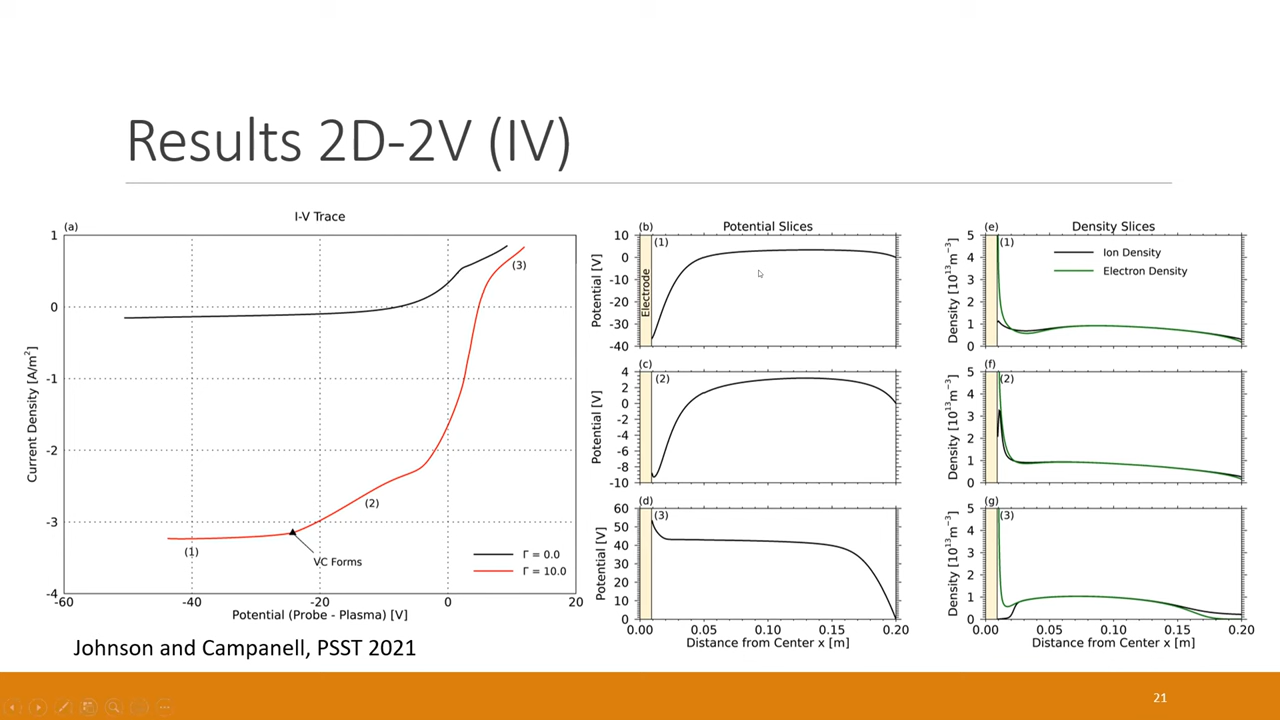 Results 2D-2V (IV)
(a)
I-V Trace
1
0
-1
-2
-3
-4
-60
-40
-20
0
20
Current Density [A/m²]
Potential (Probe - Plasma) [V]
(1)
(2)
(3)
VC Forms
Γ = 0.0
Γ = 10.0
Potential Slices
(b)
(1)
Electrode
Potential [V]
10
0
-10
-20
-30
-40
(c)
(2)
Potential [V]
4
2
0
-2
-4
-6
-8
-10
(d)
(3)
Potential [V]
60
50
40
30
20
10
0
0.00
0.05
0.10
0.15
0.20
Distance from Center x [m]
Density Slices
(e)
(1)
Ion Density
Electron Density
Density [10¹³m⁻³]
5
4
3
2
1
0
(f)
(2)
Density [10¹³m⁻³]
5
4
3
2
1
0
(g)
(3)
Density [10¹³m⁻³]
5
4
3
2
1
0
0.00
0.05
0.10
0.15
0.20
Distance from Center x [m]
Johnson and Campanell, PSST 2021
21